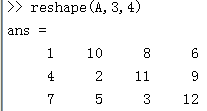 >> reshape(A,3,4)
ans =
1 10 8 6
4 2 11 9
7 5 3 12